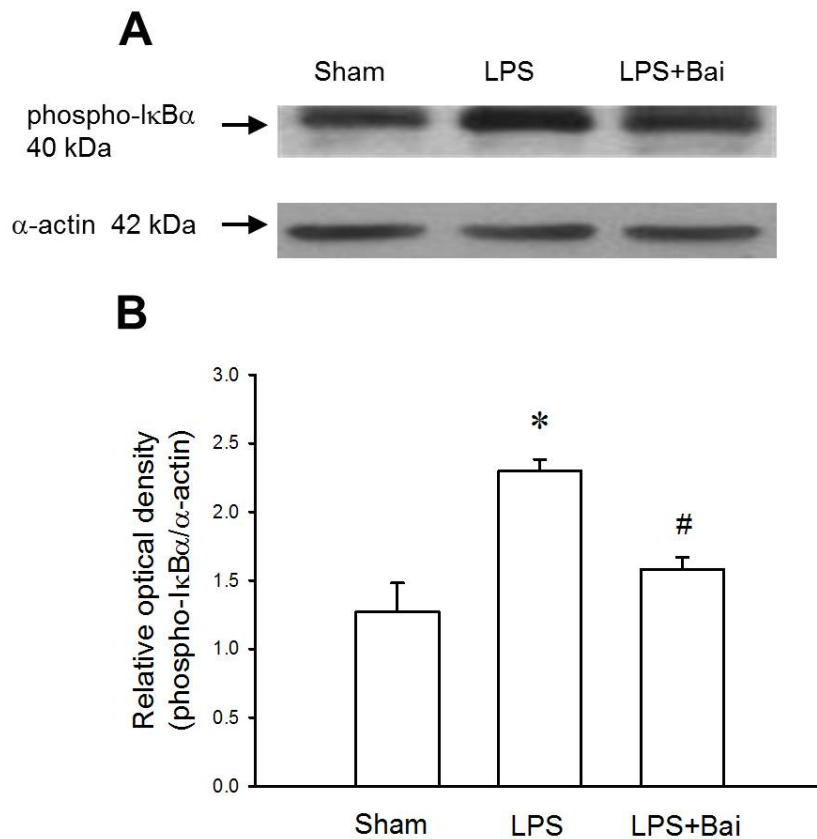 A
Sham LPS LPS+Bai
phospho-IκBα
40 kDa
α-actin 42 kDa
B
Relative optical density
(phospho-IκBα/α-actin)
3.0
2.5
2.0
1.5
1.0
0.5
0.0
*
#
Sham LPS LPS+Bai